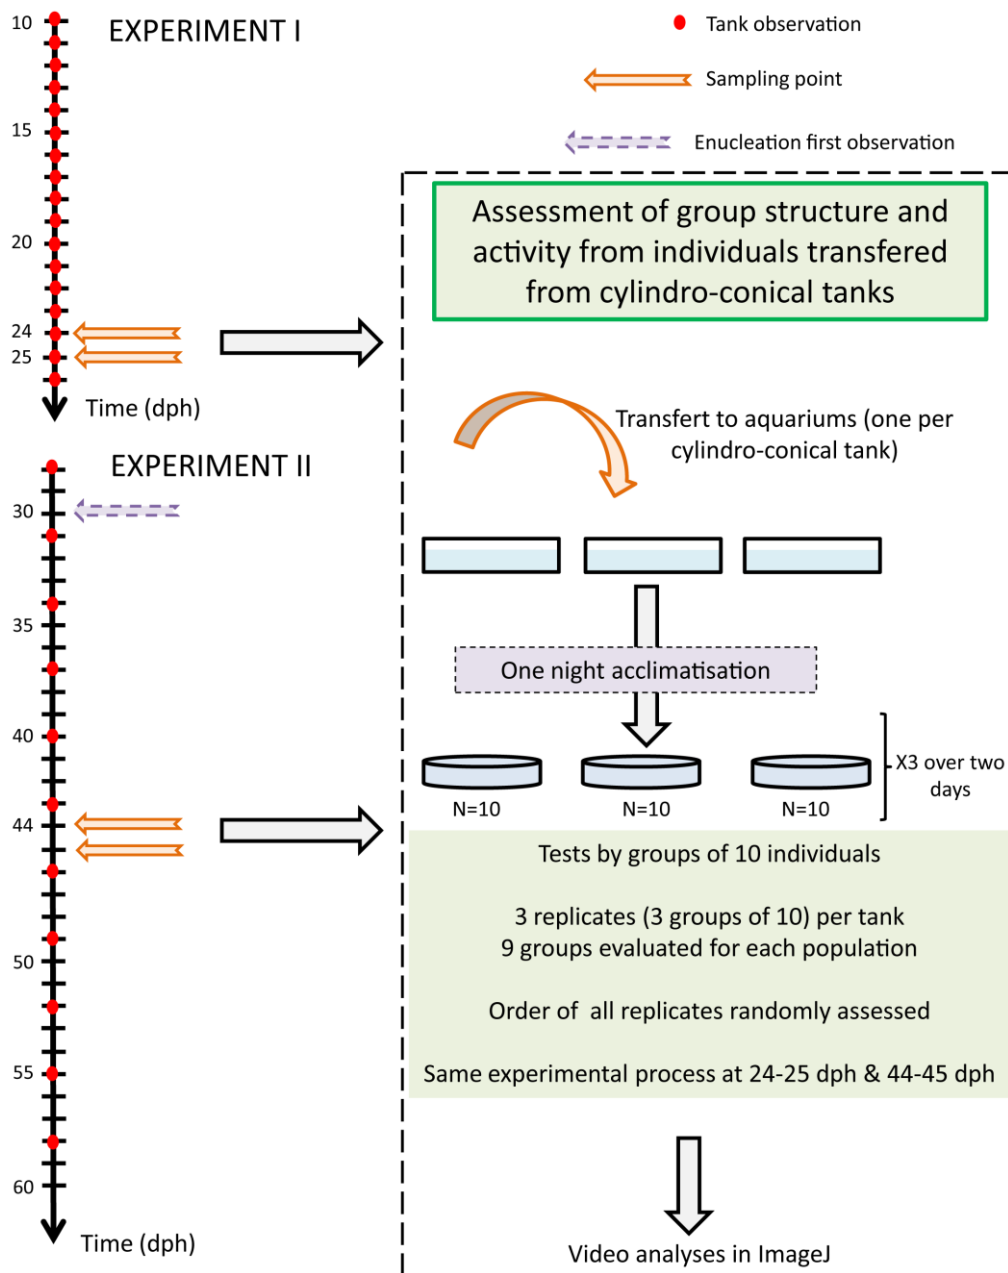 EXPERIMENT I
10
15
20
24
25
Time (dph)
Tank observation
Sampling point
Enucleation first observation
EXPERIMENT II
30
35
40
44
50
55
60
Time (dph)
Assessment of group structure and
activity from individuals transfered
from cylindro-conical tanks
Transfert to aquariums (one per
cylindro-conical tank)
One night acclimatisation
X3 over two
days
N=10
N=10
N=10
Tests by groups of 10 individuals
3 replicates (3 groups of 10) per tank
9 groups evaluated for each population
Order of all replicates randomly assessed
Same experimental process at 24-25 dph & 44-45 dph
Video analyses in ImageJ